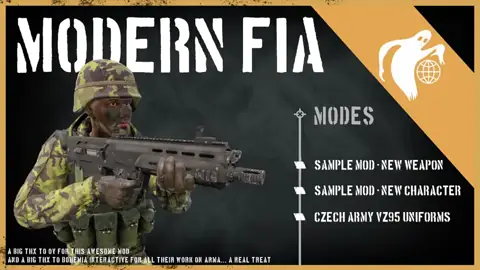 MODERN FIA
MODES
SAMPLE MOD - NEW WEAPON
SAMPLE MOD - NEW CHARACTER
CZECH ARMY VZ95 UNIFORMS
A BIG THX TO OY FOR THIS AWESOME MOD
AND A BIG THX TO BOHEMIA INTERACTIVE FOR ALL THEIR WORK ON ARMA... A REAL TREAT